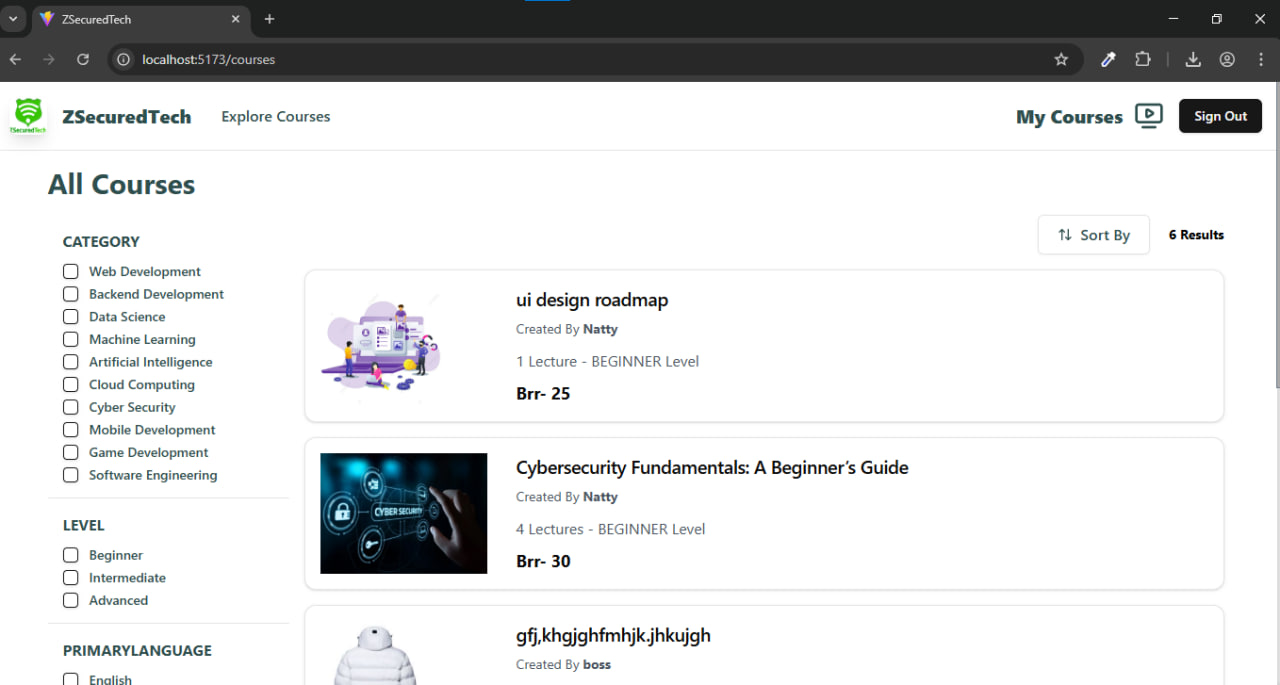 ZSecuredTech
localhost:5173/courses
ZSecuredTech
ZSecuredTech
Explore Courses
My Courses
Sign Out
All Courses
Sort By
6 Results
CATEGORY
Web Development
Backend Development
Data Science
Machine Learning
Artificial Intelligence
Cloud Computing
Cyber Security
Mobile Development
Game Development
Software Engineering
LEVEL
Beginner
Intermediate
Advanced
PRIMARYLANGUAGE
English
ui design roadmap
Created By Natty
1 Lecture - BEGINNER Level
Brr- 25
CYBER SECURITY
Cybersecurity Fundamentals: A Beginner’s Guide
Created By Natty
4 Lectures - BEGINNER Level
Brr- 30
gfj,khgjghfmhjk.jhkujgh
Created By boss